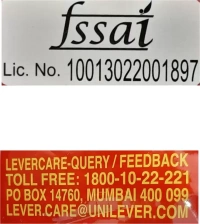 fssai
Lic. No. 10013022001897
LEVERCARE-QUERY / FEEDBACK
TOLL FREE: 1800-10-22-221
PO BOX 14760, MUMBAI 400 099
LEVER.CARE@UNILEVER.COM